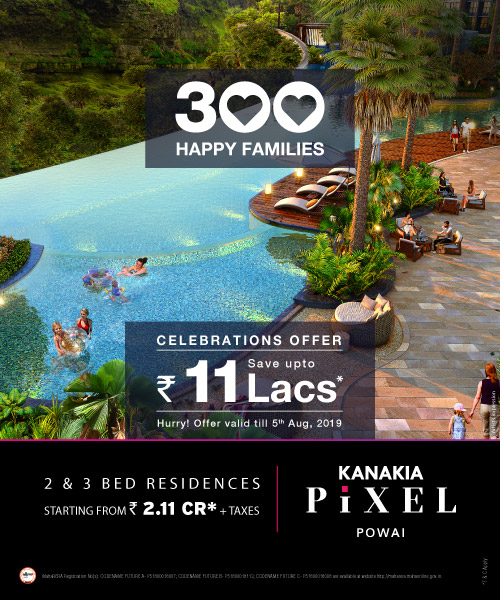 300
HAPPY FAMILIES
CELEBRATIONS OFFER
Save upto
₹ 11 Lacs*
Hurry! Offer valid till 5th Aug, 2019
2 & 3 BED RESIDENCES
STARTING FROM ₹ 2.11 CR* + TAXES
KANAKIA
PiXEL
POWAI
*T & C Apply